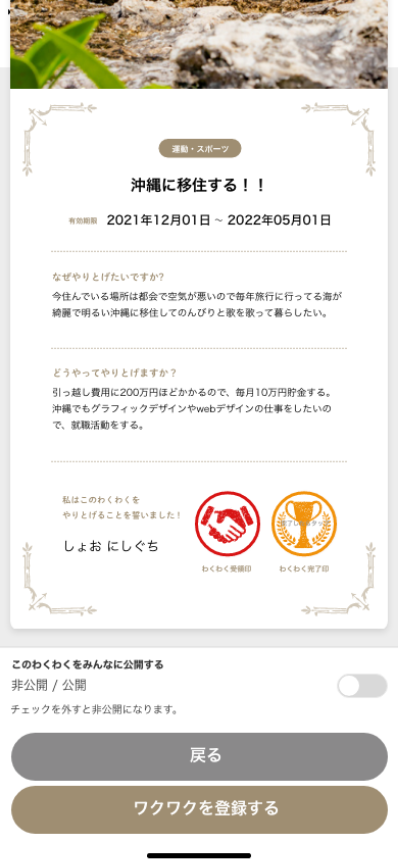 運動・スポーツ
沖縄に移住する！！
有効期限 2021年12月01日 ~ 2022年05月01日
なぜやりとげたいですか?
今住んでいる場所は都会で空気が悪いので毎年旅行に行ってる海が
綺麗で明るい沖縄に移住してのんびりと歌を歌って暮らしたい。
どうやってやりとげますか？
引っ越し費用に200万円ほどかかるので、毎月10万円貯金する。
沖縄でもグラフィックデザインやwebデザインの仕事をしたいの
で、就職活動をする。
私はこのわくわくを
やりとげることを誓いました！
しょお にしぐち
わくわく受領印 わくわく完了印
このわくわくをみんなに公開する
非公開 / 公開
チェックを外すと非公開になります。
戻る
ワクワクを登録する